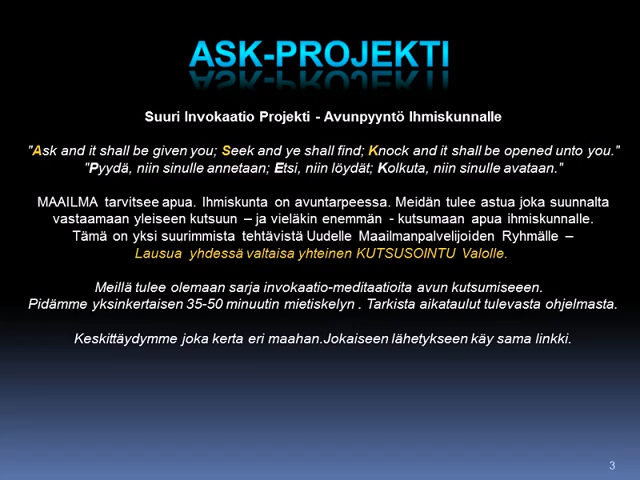 ASK-PROJEKTI
Suuri Invokaatio Projekti - Avunpyyntö Ihmiskunnalle
"Ask and it shall be given you; Seek and ye shall find; Knock and it shall be opened unto you."
"Pyydä, niin sinulle annetaan; Etsi, niin löydät; Kolkuta, niin sinulle avataan."
MAAILMA tarvitsee apua. Ihmiskunta on avuntarpeessa. Meidän tulee astua joka suunnalta
vastaamaan yleiseen kutsuun – ja vieläkin enemmän - kutsumaan apua ihmiskunnalle.
Tämä on yksi suurimmista tehtävistä Uudelle Maailmanpalvelijoiden Ryhmälle –
Lausua yhdessä valtaisa yhteinen KUTSUSOINTU Valolle.
Meillä tulee olemaan sarja invokaatio-meditaatioita avun kutsumiseeen.
Pidämme yksinkertaisen 35-50 minuutin mietiskelyn . Tarkista aikataulut tulevasta ohjelmasta.
Keskittäydymme joka kerta eri maahan.Jokaiseen lähetykseen käy sama linkki.
3